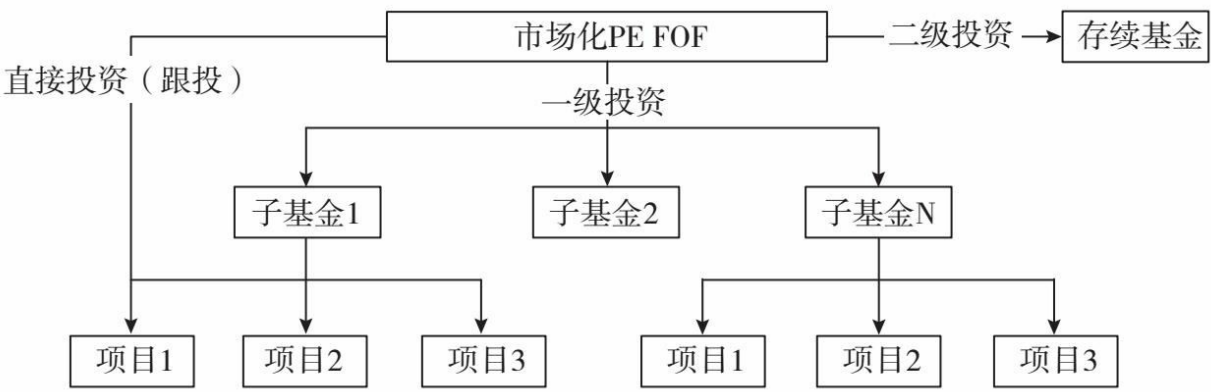 市场化PE FOF
二级投资
存续基金
直接投资（跟投）
一级投资
子基金1
子基金2
子基金N
项目1
项目2
项目3
项目1
项目2
项目3